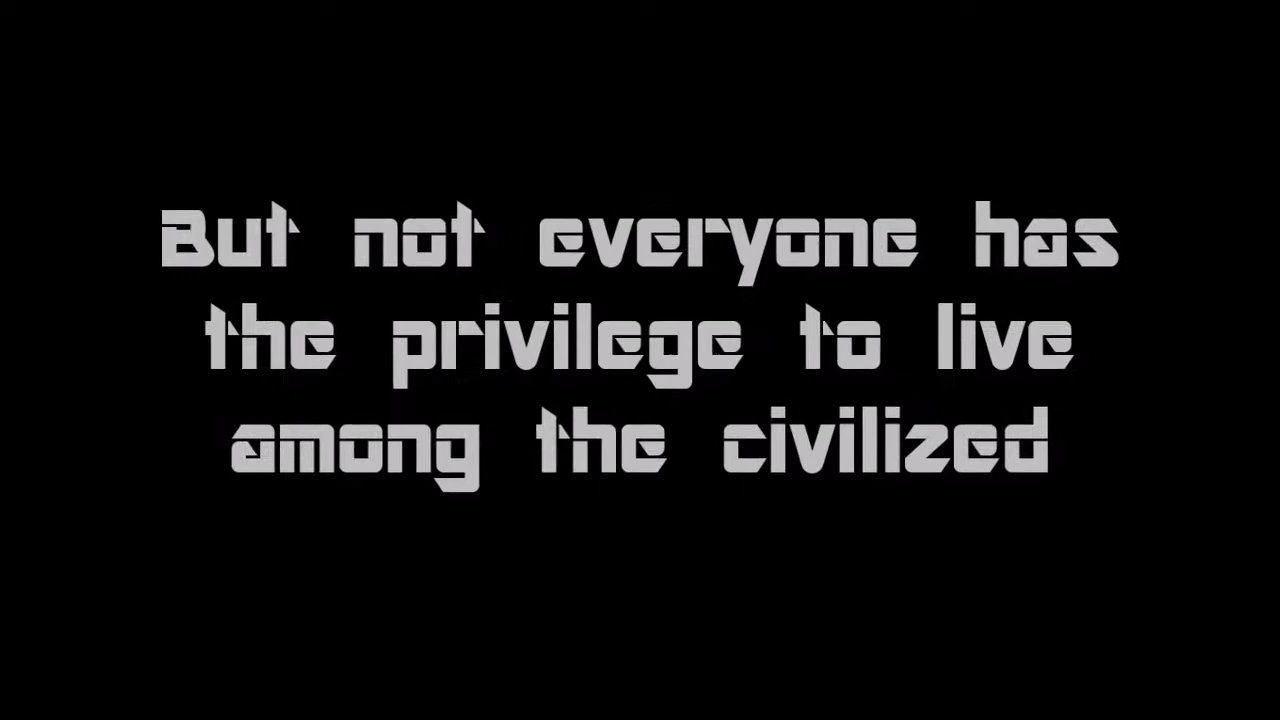 But not everyone has
the privilege to live
among the civilized